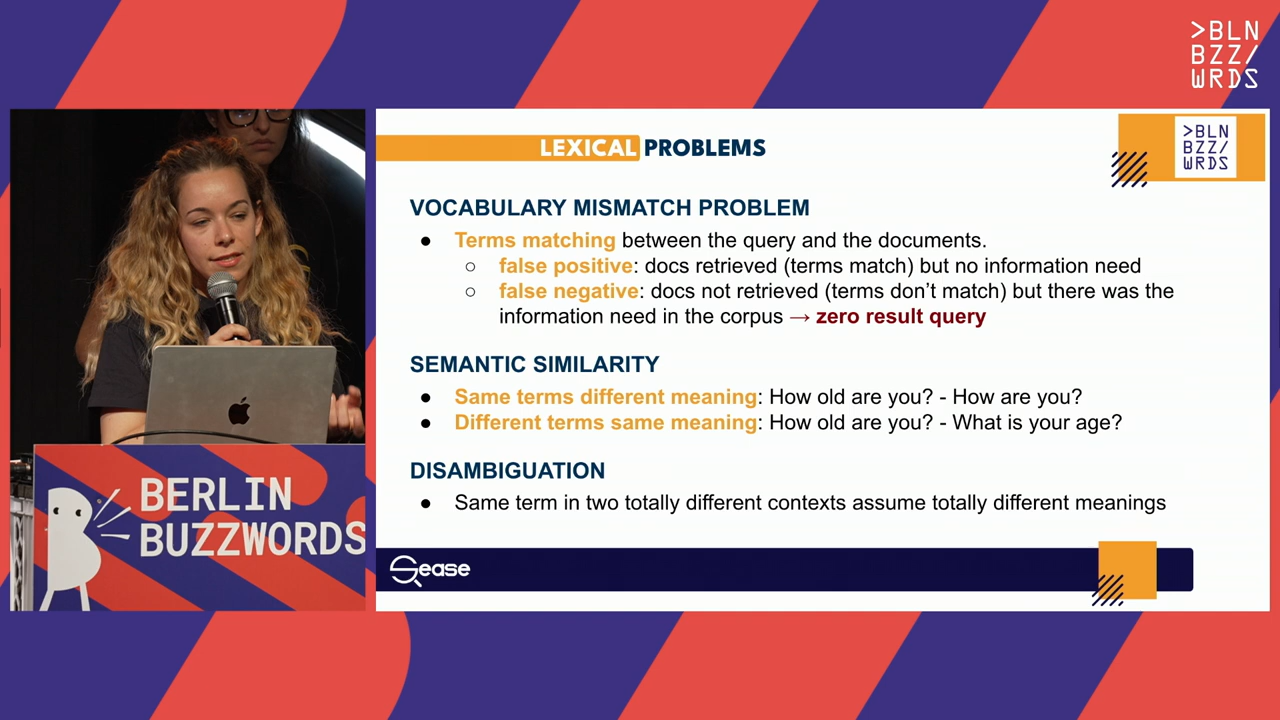 >BLN
BZZ/
WRDS
LEXICAL PROBLEMS
>BLN
BZZ/
WRDS
VOCABULARY MISMATCH PROBLEM
● Terms matching between the query and the documents.
○ false positive: docs retrieved (terms match) but no information need
○ false negative: docs not retrieved (terms don’t match) but there was the
information need in the corpus → zero result query
SEMANTIC SIMILARITY
● Same terms different meaning: How old are you? - How are you?
● Different terms same meaning: How old are you? - What is your age?
DISAMBIGUATION
● Same term in two totally different contexts assume totally different meanings
BERLIN
BUZZWORDS
Sease